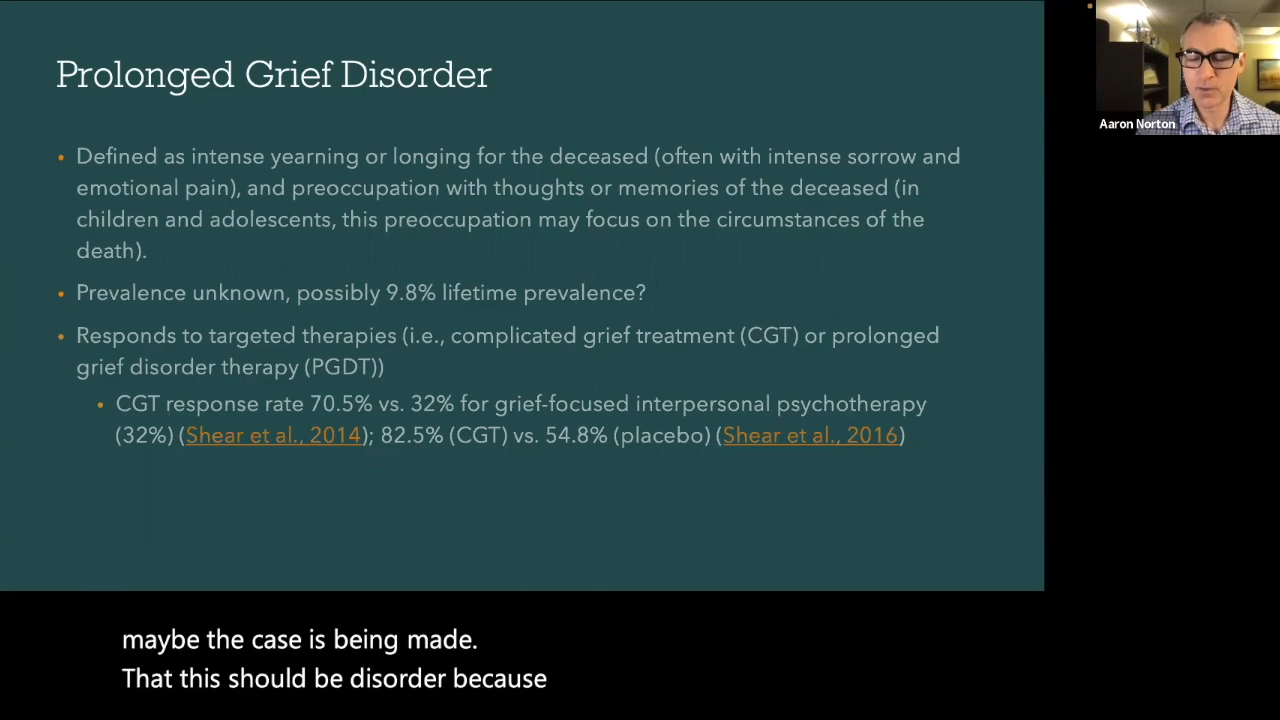 Prolonged Grief Disorder
• Defined as intense yearning or longing for the deceased (often with intense sorrow and
emotional pain), and preoccupation with thoughts or memories of the deceased (in
children and adolescents, this preoccupation may focus on the circumstances of the
death).
• Prevalence unknown, possibly 9.8% lifetime prevalence?
• Responds to targeted therapies (i.e., complicated grief treatment (CGT) or prolonged
grief disorder therapy (PGDT))
• CGT response rate 70.5% vs. 32% for grief-focused interpersonal psychotherapy
(32%) (Shear et al., 2014); 82.5% (CGT) vs. 54.8% (placebo) (Shear et al., 2016)
Aaron Norton
maybe the case is being made.
That this should be disorder because